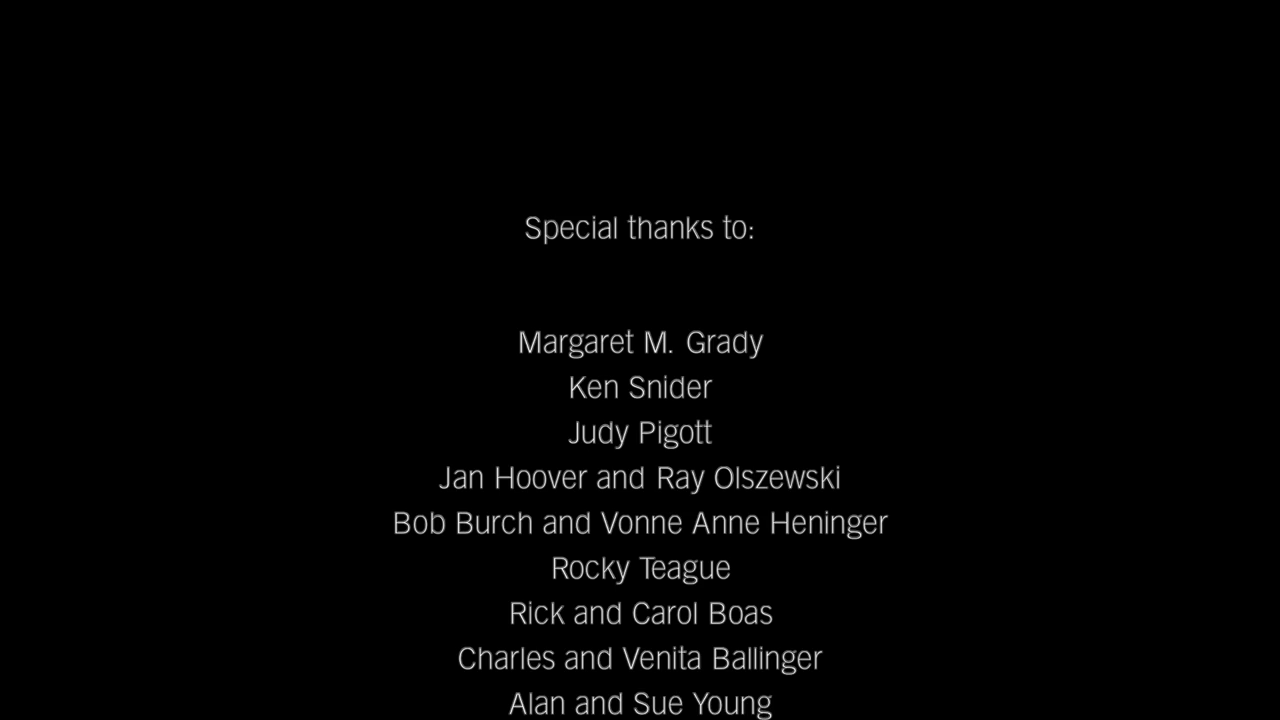 Special thanks to:
Margaret M. Grady
Ken Snider
Judy Pigott
Jan Hoover and Ray Olszewski
Bob Burch and Vonne Anne Heninger
Rocky Teague
Rick and Carol Boas
Charles and Venita Ballinger
Alan and Sue Young